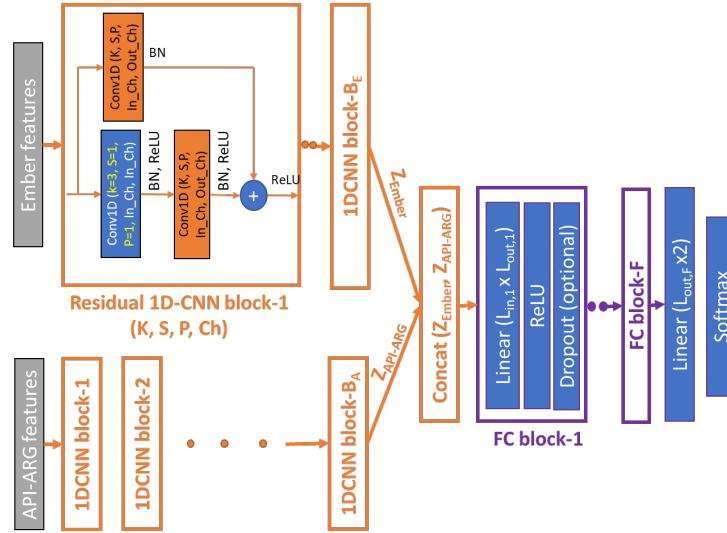 Ember features
Conv1D (K, S,P,
In_Ch, Out_Ch)
BN
Conv1D (k=3, S=1,
P=1, In_Ch, In_Ch)
BN, ReLU
Conv1D (K, S,P,
In_Ch, Out_Ch)
BN, ReLU
+
ReLU
Residual 1D-CNN block-1
(K, S, P, Ch)
1DCNN block-B_E
Z_Ember
API-ARG features
1DCNN block-1
1DCNN block-2
1DCNN block-B_A
Z_API-ARG
Concat (Z_Ember, Z_API-ARG)
Linear (L_in,1 x L_out,1)
ReLU
Dropout (optional)
FC block-1
FC block-F
Linear (L_out,F x2)
Softmax